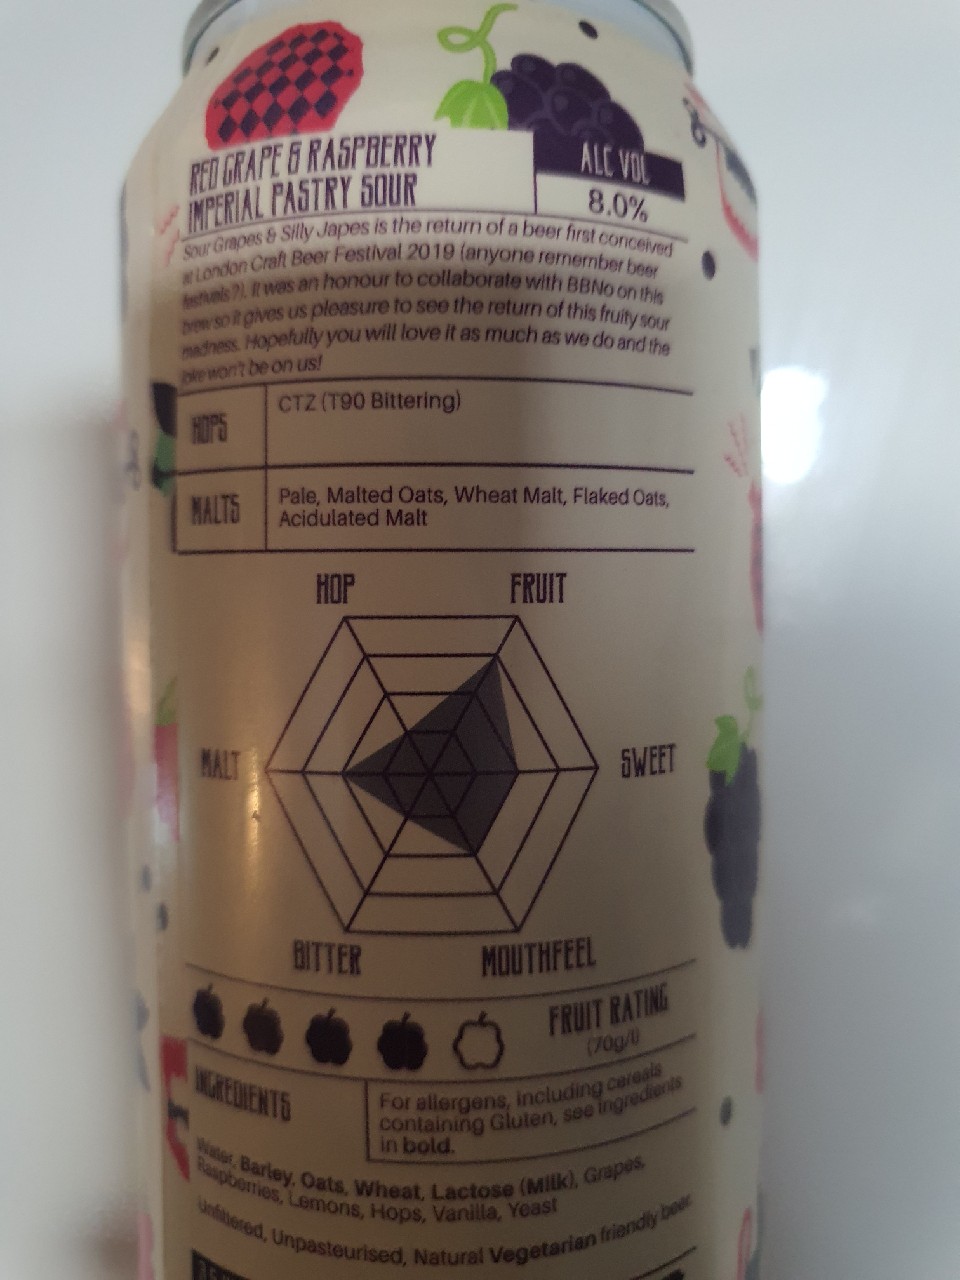 RED GRAPE & RASPBERRY
IMPERIAL PASTRY SOUR
ALC VOL
8.0%
Sour Grapes & Silly Japes is the return of a beer first conceived
at London Craft Beer Festival 2019 (anyone remember beer
festivals?). It was an honour to collaborate with BBNo on this
brew so it gives us pleasure to see the return of this fruity sour
madness. Hopefully you will love it as much as we do and the
joke won't be on us!
HOPS
CTZ (T90 Bittering)
MALTS
Pale, Malted Oats, Wheat Malt, Flaked Oats,
Acidulated Malt
HOP
FRUIT
MALT
SWEET
BITTER
MOUTHFEEL
FRUIT RATING
(70g/l)
INGREDIENTS
For allergens, including cereals
containing Gluten, see ingredients
in bold.
Water, Barley, Oats, Wheat, Lactose (Milk), Grapes,
Raspberries, Lemons, Hops, Vanilla, Yeast
Unfiltered, Unpasteurised, Natural Vegetarian friendly beer.